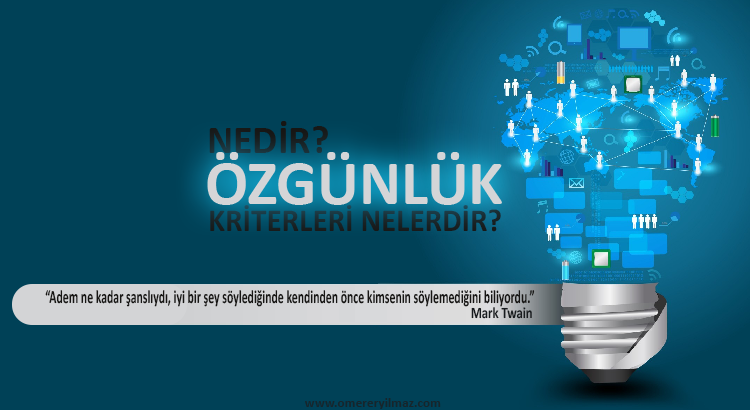 NEDİR?
ÖZGÜNLÜK
KRİTERLERİ NELERDİR?
“Adem ne kadar şanslıydı, iyi bir şey söylediğinde kendinden önce kimsenin söylemediğini biliyordu.”
Mark Twain
www.omereryilmaz.com